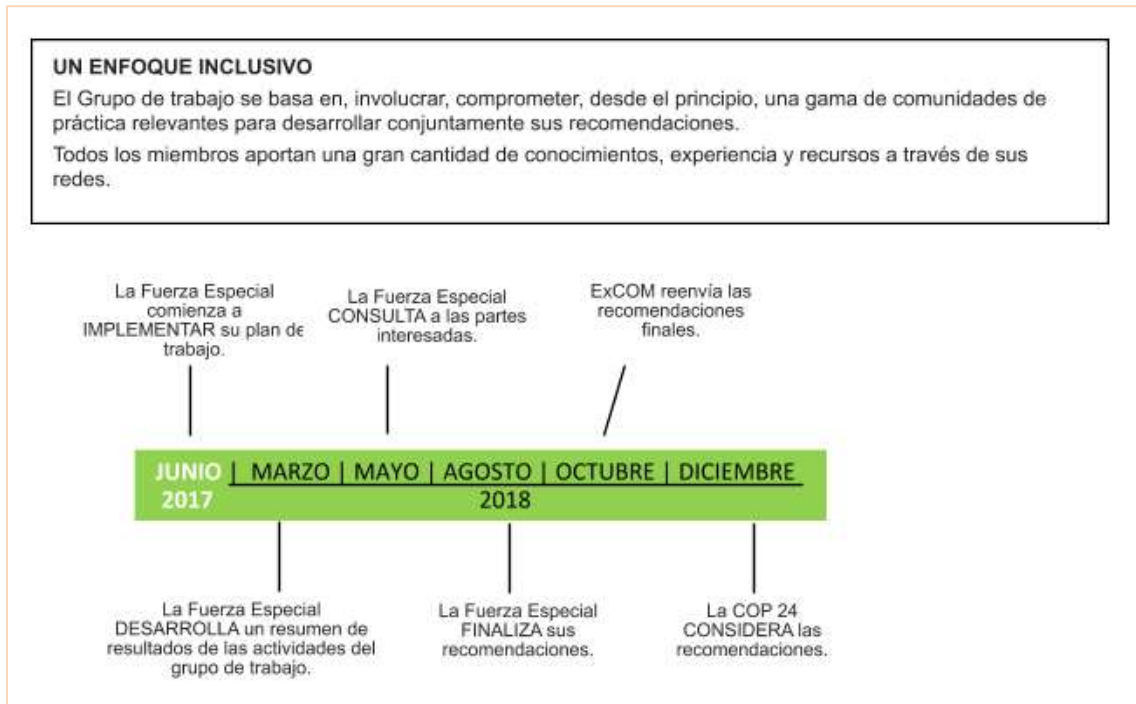 UN ENFOQUE INCLUSIVO
El Grupo de trabajo se basa en, involucrar, comprometer, desde el principio, una gama de comunidades de
práctica relevantes para desarrollar conjuntamente sus recomendaciones.
Todos los miembros aportan una gran cantidad de conocimientos, experiencia y recursos a través de sus
redes.
La Fuerza Especial
comienza a
IMPLEMENTAR su plan de
trabajo.
La Fuerza Especial
CONSULTA a las partes
interesadas.
ExCOM reenvía las
recomendaciones
finales.
JUNIO | MARZO | MAYO | AGOSTO | OCTUBRE | DICIEMBRE
2017 2018
La Fuerza Especial
DESARROLLA un resumen de
resultados de las actividades del
grupo de trabajo.
La Fuerza Especial
FINALIZA sus
recomendaciones.
La COP 24
CONSIDERA las
recomendaciones.